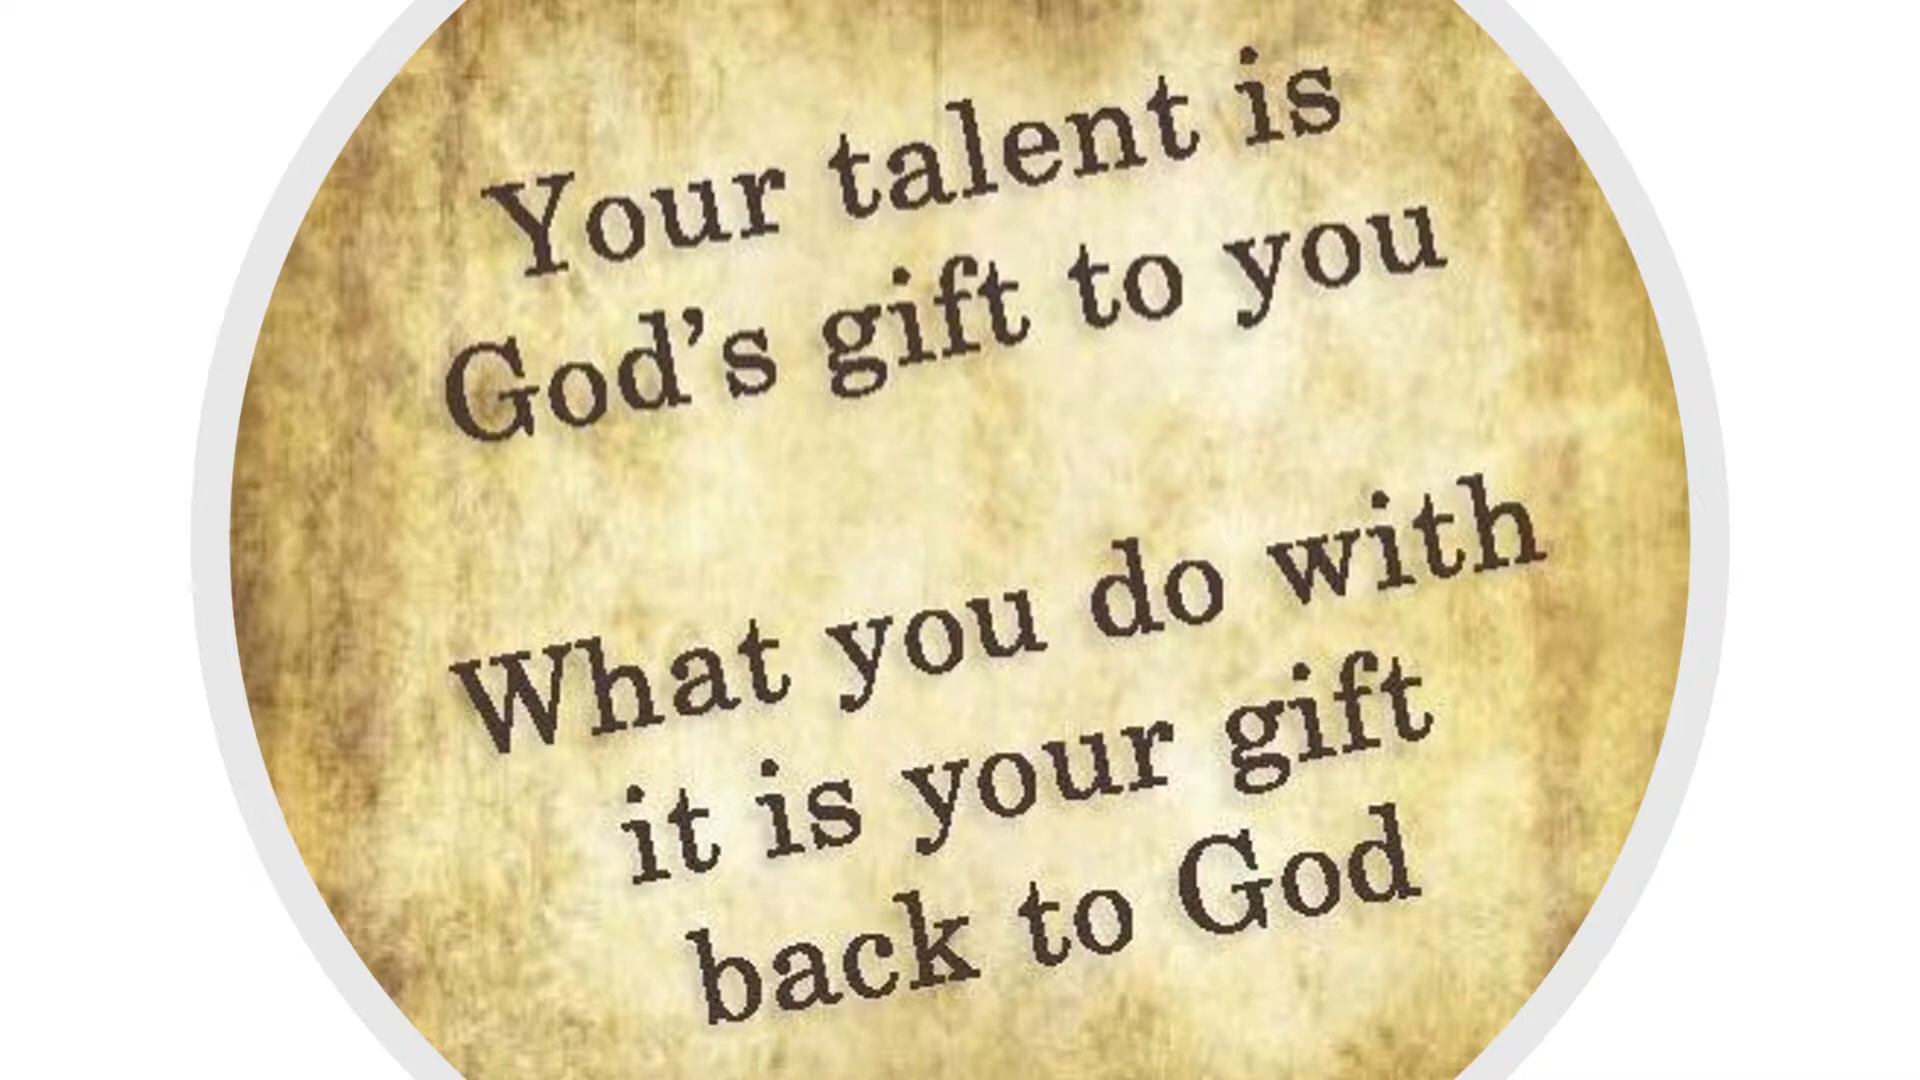 Your talent is
God’s gift to you
What you do with
it is your gift
back to God